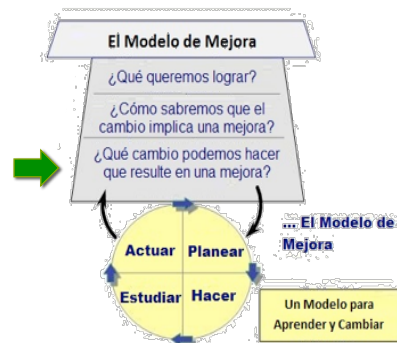 El Modelo de Mejora
¿Qué queremos lograr?
¿Cómo sabremos que el
cambio implica una mejora?
¿Qué cambio podemos hacer
que resulte en una mejora?
... El Modelo de
Mejora
Actuar Planear
Estudiar Hacer
Un Modelo para
Aprender y Cambiar